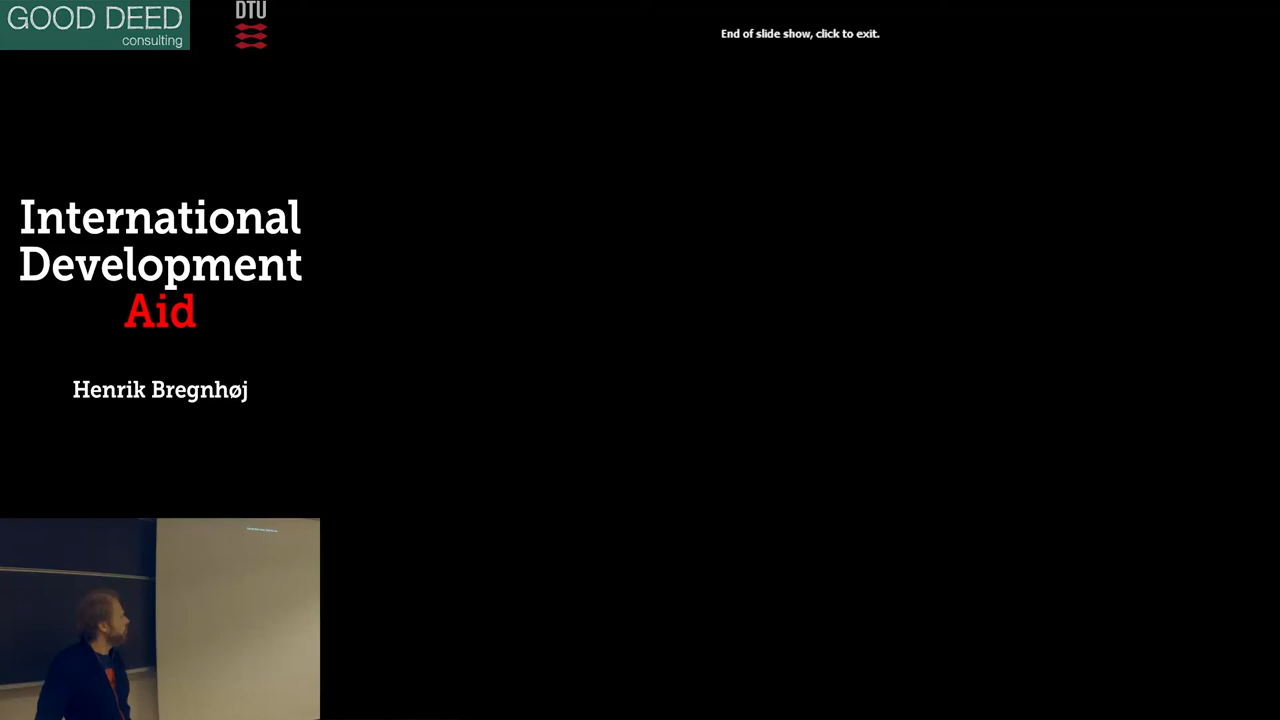 GOOD DEED
consulting
DTU
End of slide show, click to exit.
International
Development
Aid
Henrik Bregnhøj